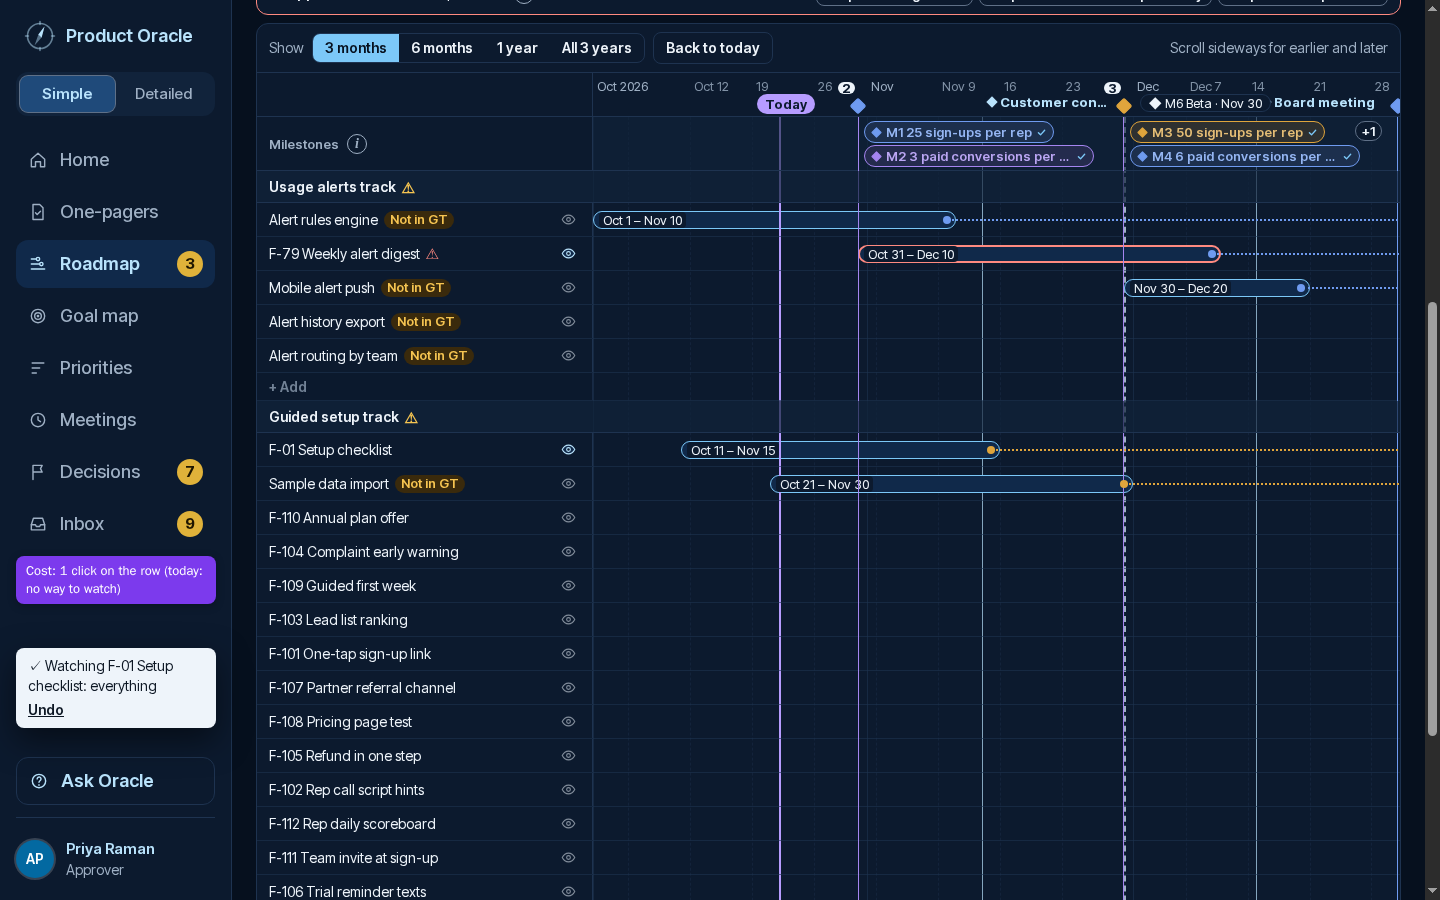 Product Oracle
Simple
Detailed
Home
One-pagers
Roadmap 3
Goal map
Priorities
Meetings
Decisions 7
Inbox 9
Cost: 1 click on the row (today:
no way to watch)
✓ Watching F-01 Setup
checklist: everything
Undo
Ask Oracle
AP
Priya Raman
Approver
Show
3 months
6 months
1 year
All 3 years
Back to today
Scroll sideways for earlier and later
Oct 2026
Oct 12
19
26
2
Nov
Nov 9
16
23
3
Dec
Dec 7
14
21
28
Today
Customer con...
M6 Beta · Nov 30
Board meeting
Milestones i
M1 25 sign-ups per rep ✓
M3 50 sign-ups per rep ✓
+1
M2 3 paid conversions per ... ✓
M4 6 paid conversions per ... ✓
Usage alerts track
Alert rules engine Not in GT
Oct 1 – Nov 10
F-79 Weekly alert digest
Oct 31 – Dec 10
Mobile alert push Not in GT
Nov 30 – Dec 20
Alert history export Not in GT
Alert routing by team Not in GT
+ Add
Guided setup track
F-01 Setup checklist
Oct 11 – Nov 15
Sample data import Not in GT
Oct 21 – Nov 30
F-110 Annual plan offer
F-104 Complaint early warning
F-109 Guided first week
F-103 Lead list ranking
F-101 One-tap sign-up link
F-107 Partner referral channel
F-108 Pricing page test
F-105 Refund in one step
F-102 Rep call script hints
F-112 Rep daily scoreboard
F-111 Team invite at sign-up
F-106 Trial reminder texts